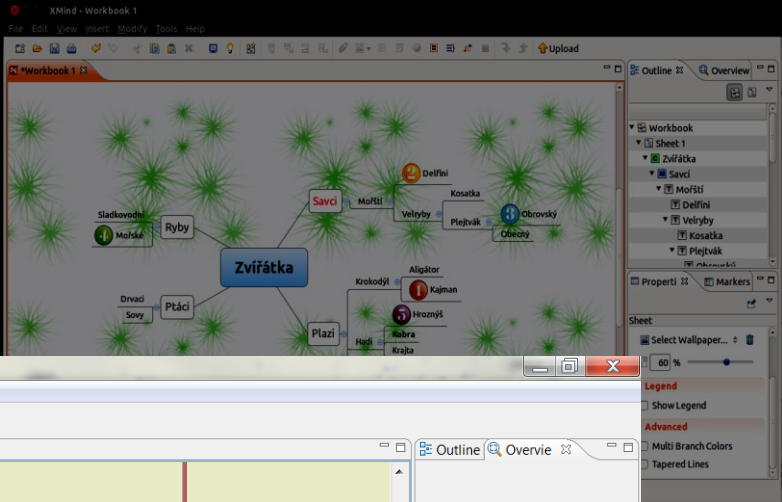 XMind - Workbook 1
File Edit View Insert Modify Tools Help
Upload
*Workbook 1
Outline Overview
Workbook
Sheet 1
Zvířátka
Savci
Mořští
Delfíni
Velryby
Kosatka
Plejtvák
Obrovský
Delfíni
Savci Mořští
Kosatka
Velryby
Plejtvák
Obrovský
Obecný
Sladkovodní
Mořské
Ryby
Zvířátka
Aligátor
Krokodýl
Kajman
Drvaci
Sovy
Ptáci
Hroznýš
Plazi
Hadi
Kobra
Krajta
Properti Markers
Sheet
Select Wallpaper...
60 %
Legend
Show Legend
Advanced
Multi Branch Colors
Tapered Lines
Outline Overvie